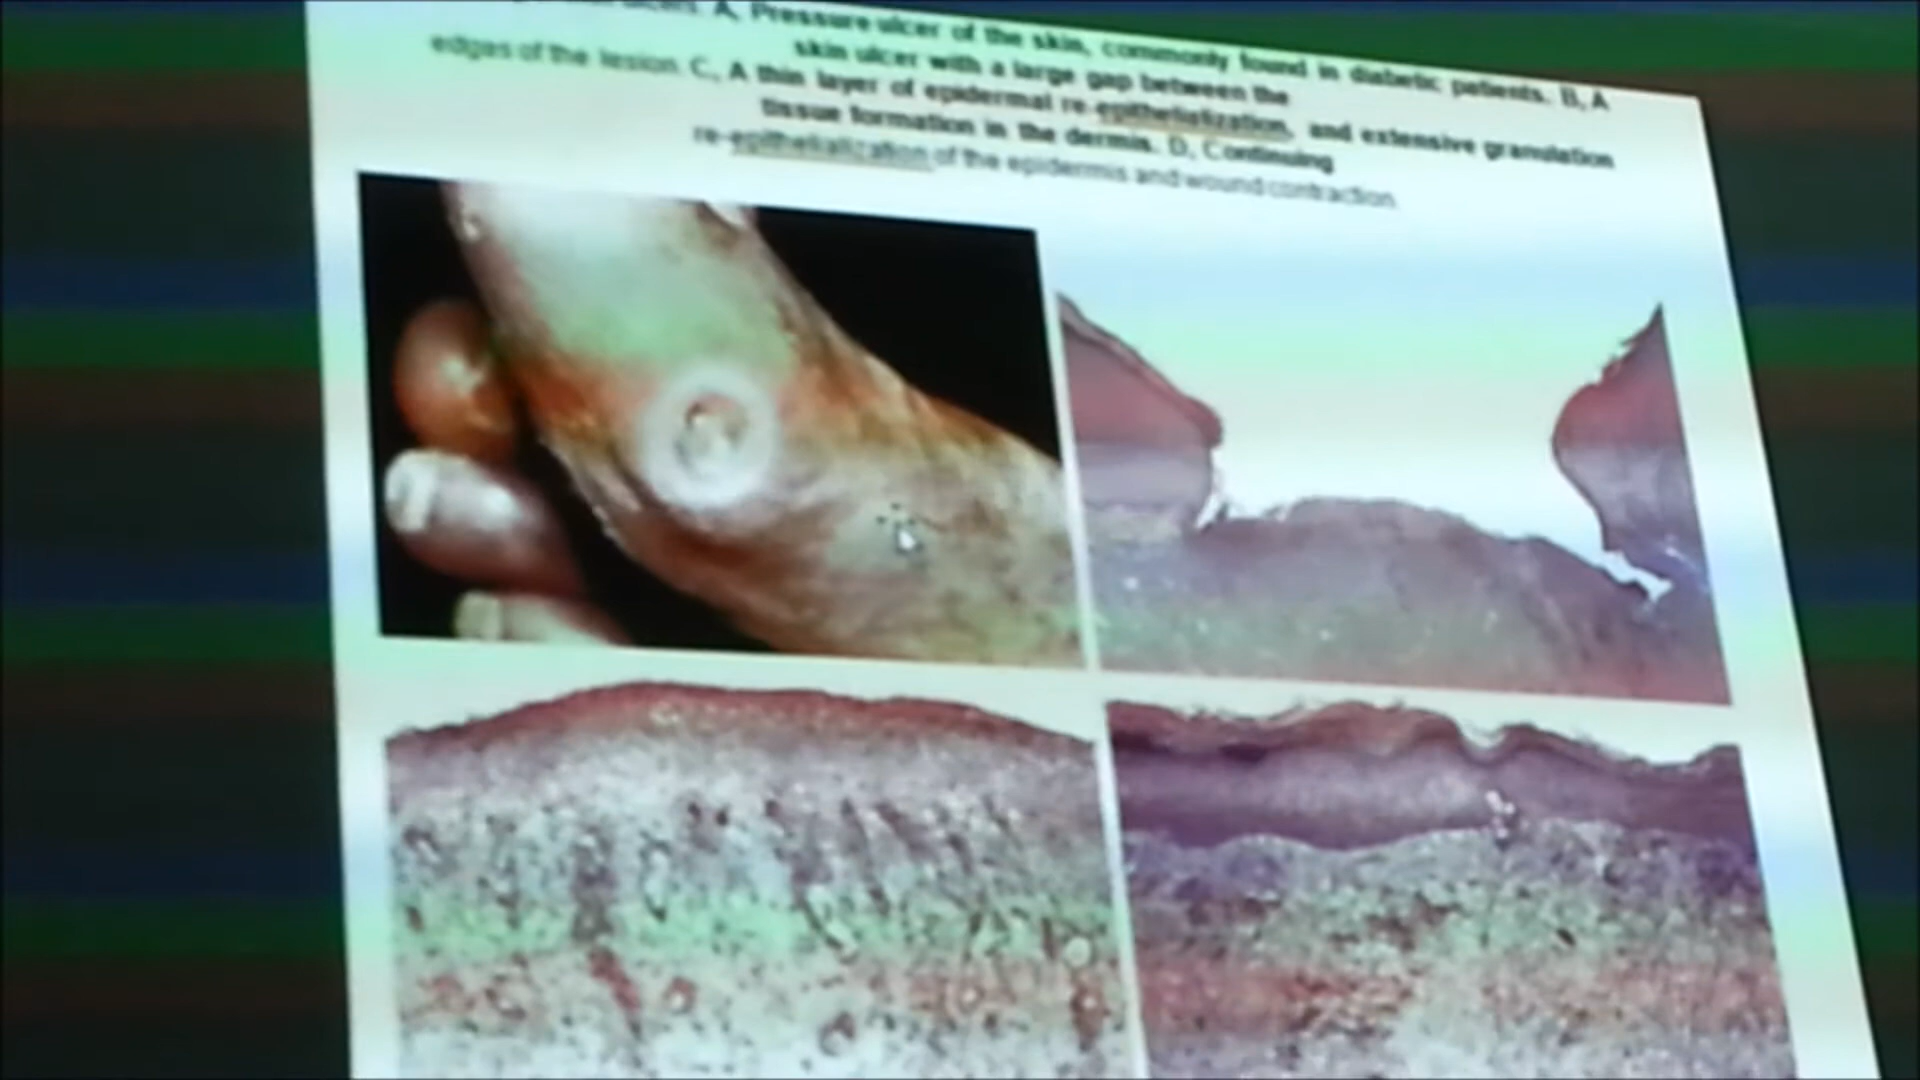 ulcers. A, Pressure ulcer of the skin, commonly found in diabetic patients. B, A
skin ulcer with a large gap between the
edges of the lesion. C, A thin layer of epidermal re-epithelialization, and extensive granulation
tissue formation in the dermis. D, Continuing
re-epithelialization of the epidermis and wound contraction